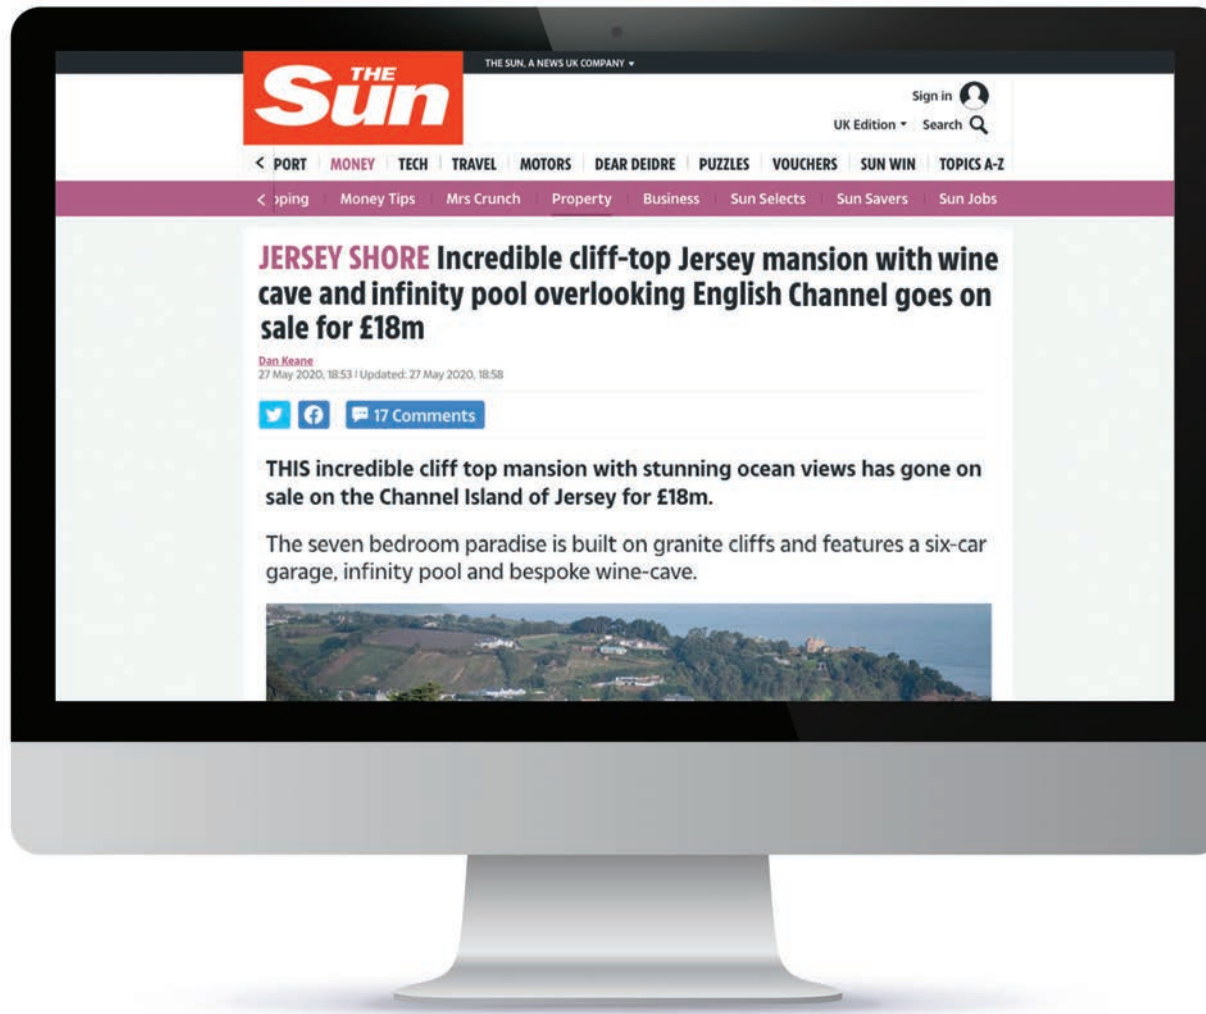 THE SUN, A NEWS UK COMPANY
THE
Sun
Sign in
UK Edition Search
PORT MONEY TECH TRAVEL MOTORS DEAR DEIDRE PUZZLES VOUCHERS SUN WIN TOPICS A-Z
pping Money Tips Mrs Crunch Property Business Sun Selects Sun Savers Sun Jobs
JERSEY SHORE Incredible cliff-top Jersey mansion with wine
cave and infinity pool overlooking English Channel goes on
sale for £18m
Dan Keane
27 May 2020, 18:53 | Updated: 27 May 2020, 18:58
17 Comments
THIS incredible cliff top mansion with stunning ocean views has gone on
sale on the Channel Island of Jersey for £18m.
The seven bedroom paradise is built on granite cliffs and features a six-car
garage, infinity pool and bespoke wine-cave.